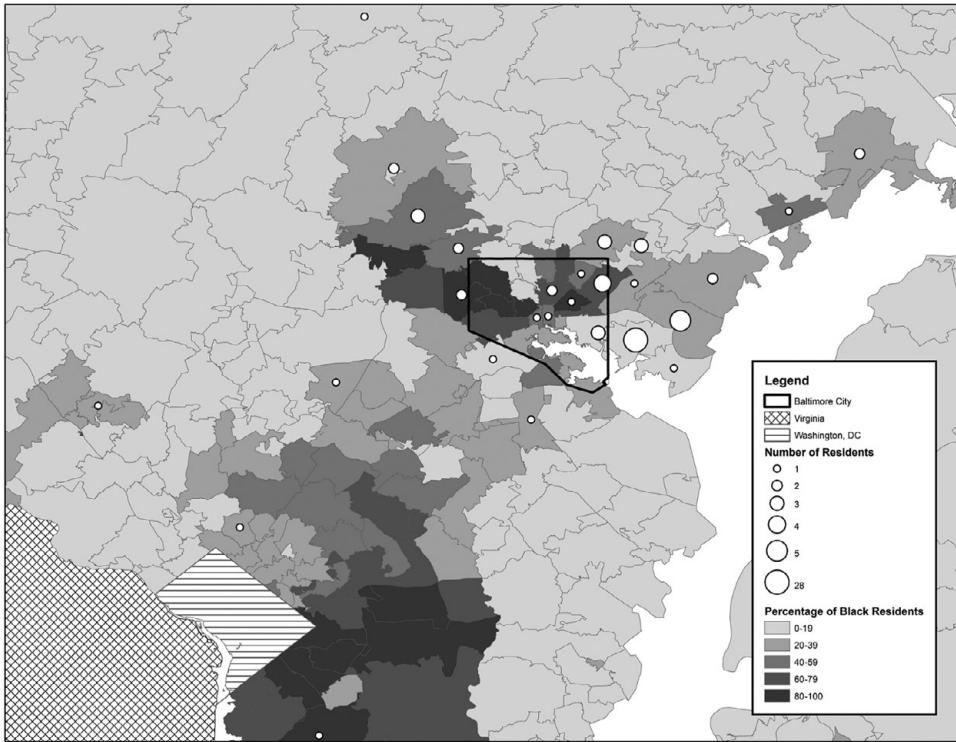 Legend
Baltimore City
Virginia
Washington, DC
Number of Residents
1
2
3
4
5
28
Percentage of Black Residents
0-19
20-39
40-59
60-79
80-100